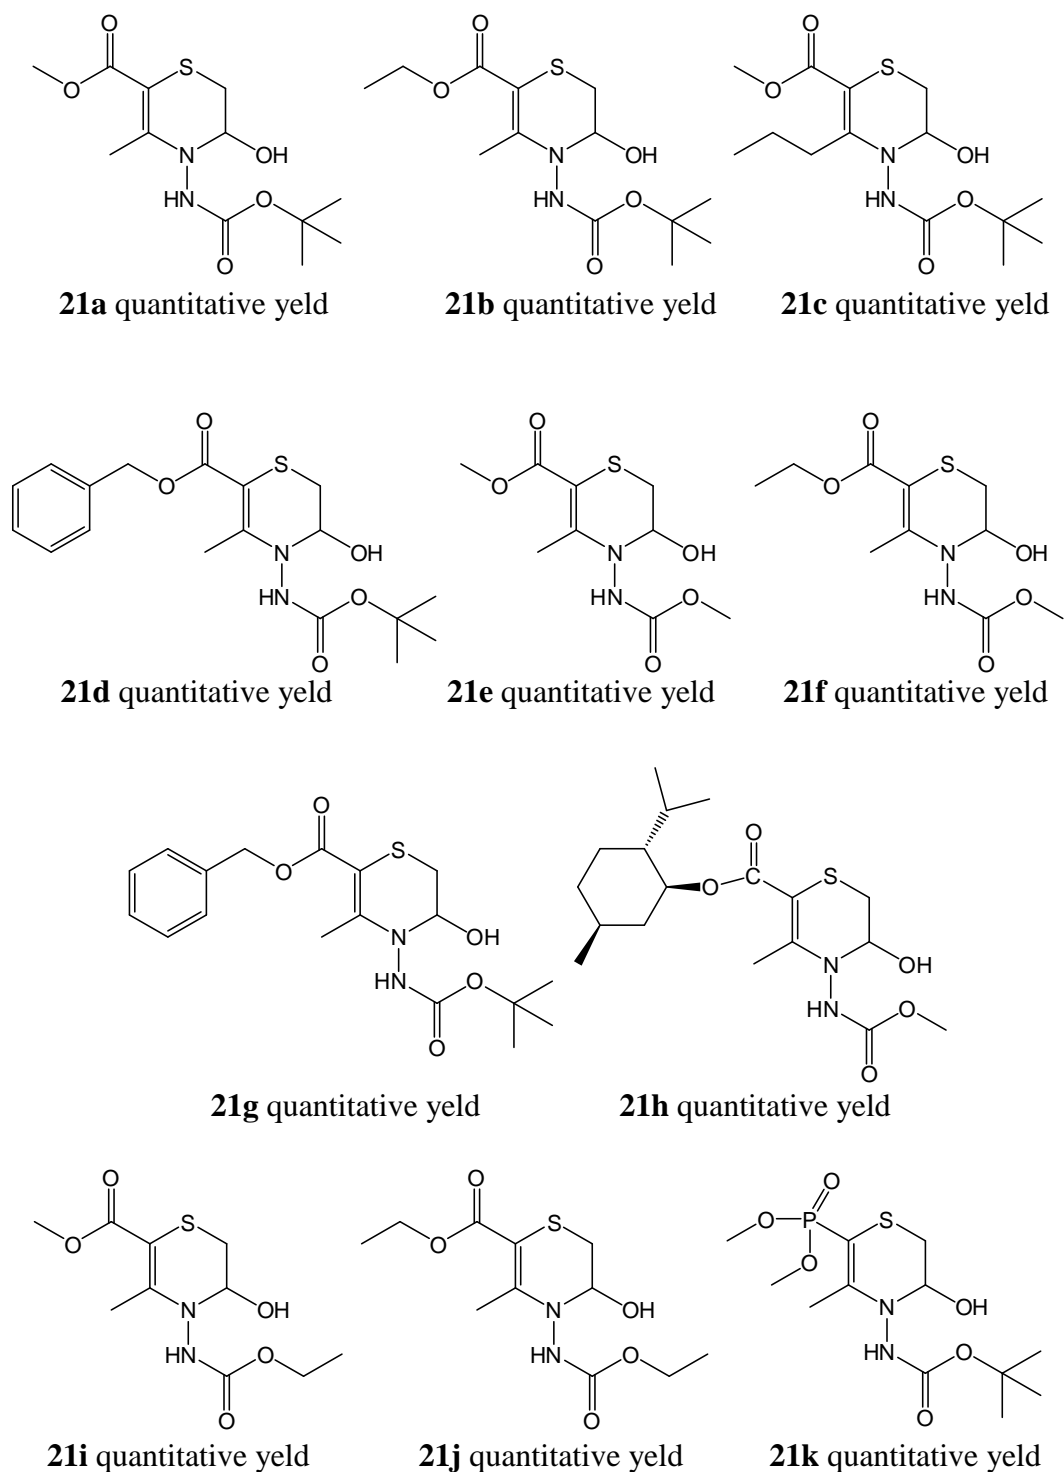 O
S
O
N
OH
HN
O
O
21a quantitative yeld
O
S
O
N
OH
HN
O
O
21b quantitative yeld
O
S
O
N
OH
HN
O
O
21c quantitative yeld
O
S
O
N
OH
HN
O
O
21d quantitative yeld
O
S
O
N
OH
HN
O
O
21e quantitative yeld
O
S
O
N
OH
HN
O
O
21f quantitative yeld
O
S
O
N
OH
HN
O
O
21g quantitative yeld
O
O
C
S
N
OH
HN
O
O
21h quantitative yeld
O
S
O
N
OH
HN
O
O
21i quantitative yeld
O
S
O
N
OH
HN
O
O
21j quantitative yeld
O
O
P
S
O
N
OH
HN
O
O
21k quantitative yeld